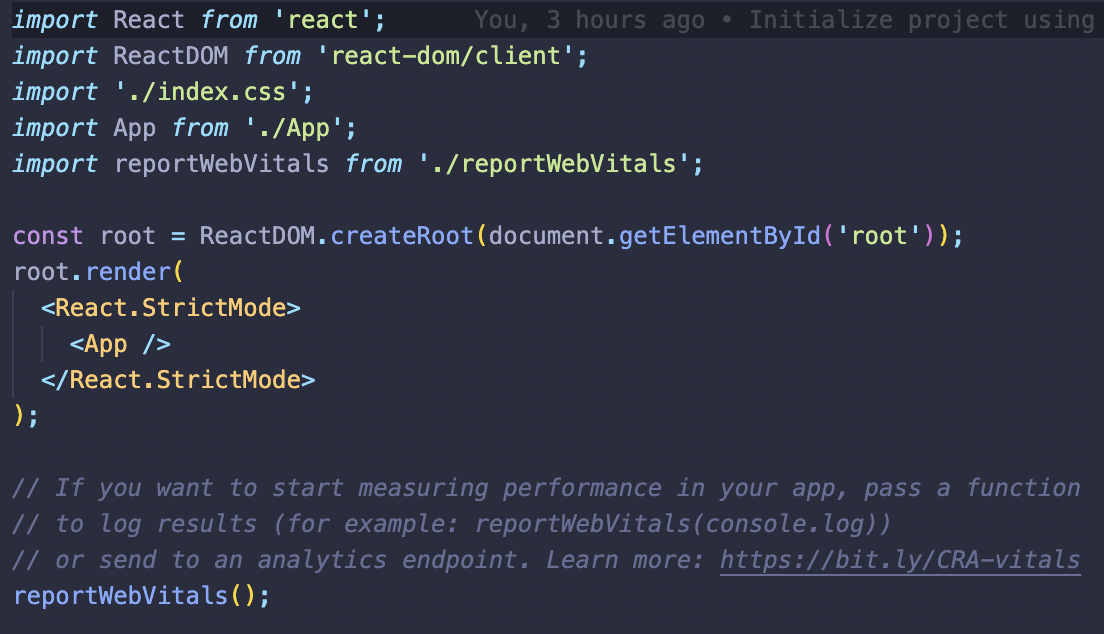 import React from 'react'; You, 3 hours ago • Initialize project using
import ReactDOM from 'react-dom/client';
import './index.css';
import App from './App';
import reportWebVitals from './reportWebVitals';

const root = ReactDOM.createRoot(document.getElementById('root'));
root.render(
  <React.StrictMode>
    <App />
  </React.StrictMode>
);

// If you want to start measuring performance in your app, pass a function
// to log results (for example: reportWebVitals(console.log))
// or send to an analytics endpoint. Learn more: https://bit.ly/CRA-vitals
reportWebVitals();